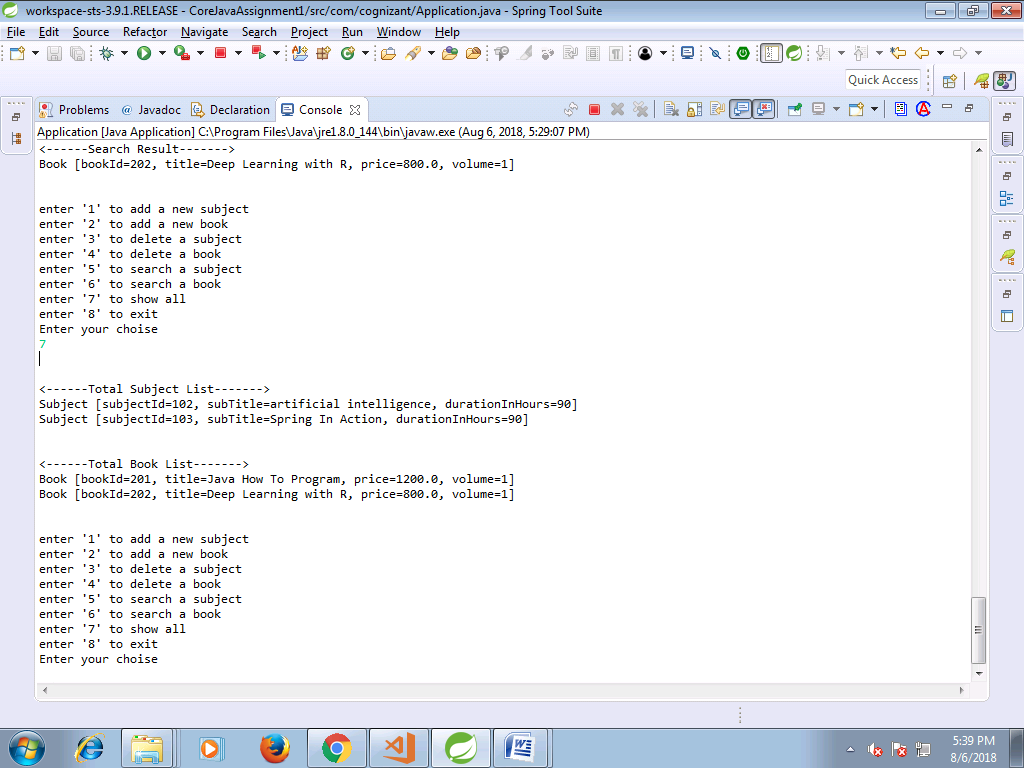 workspace-sts-3.9.1.RELEASE - CoreJavaAssignment1/src/com/cognizant/Application.java - Spring Tool Suite
File Edit Source Refactor Navigate Search Project Run Window Help
Quick Access
Problems @ Javadoc Declaration Console
Application [Java Application] C:\Program Files\Java\jre1.8.0_144\bin\javaw.exe (Aug 6, 2018, 5:29:07 PM)
<------Search Result------->
Book [bookId=202, title=Deep Learning with R, price=800.0, volume=1]
enter '1' to add a new subject
enter '2' to add a new book
enter '3' to delete a subject
enter '4' to delete a book
enter '5' to search a subject
enter '6' to search a book
enter '7' to show all
enter '8' to exit
Enter your choise
7
<------Total Subject List------->
Subject [subjectId=102, subTitle=artificial intelligence, durationInHours=90]
Subject [subjectId=103, subTitle=Spring In Action, durationInHours=90]
<------Total Book List------->
Book [bookId=201, title=Java How To Program, price=1200.0, volume=1]
Book [bookId=202, title=Deep Learning with R, price=800.0, volume=1]
enter '1' to add a new subject
enter '2' to add a new book
enter '3' to delete a subject
enter '4' to delete a book
enter '5' to search a subject
enter '6' to search a book
enter '7' to show all
enter '8' to exit
Enter your choise
5:39 PM
8/6/2018